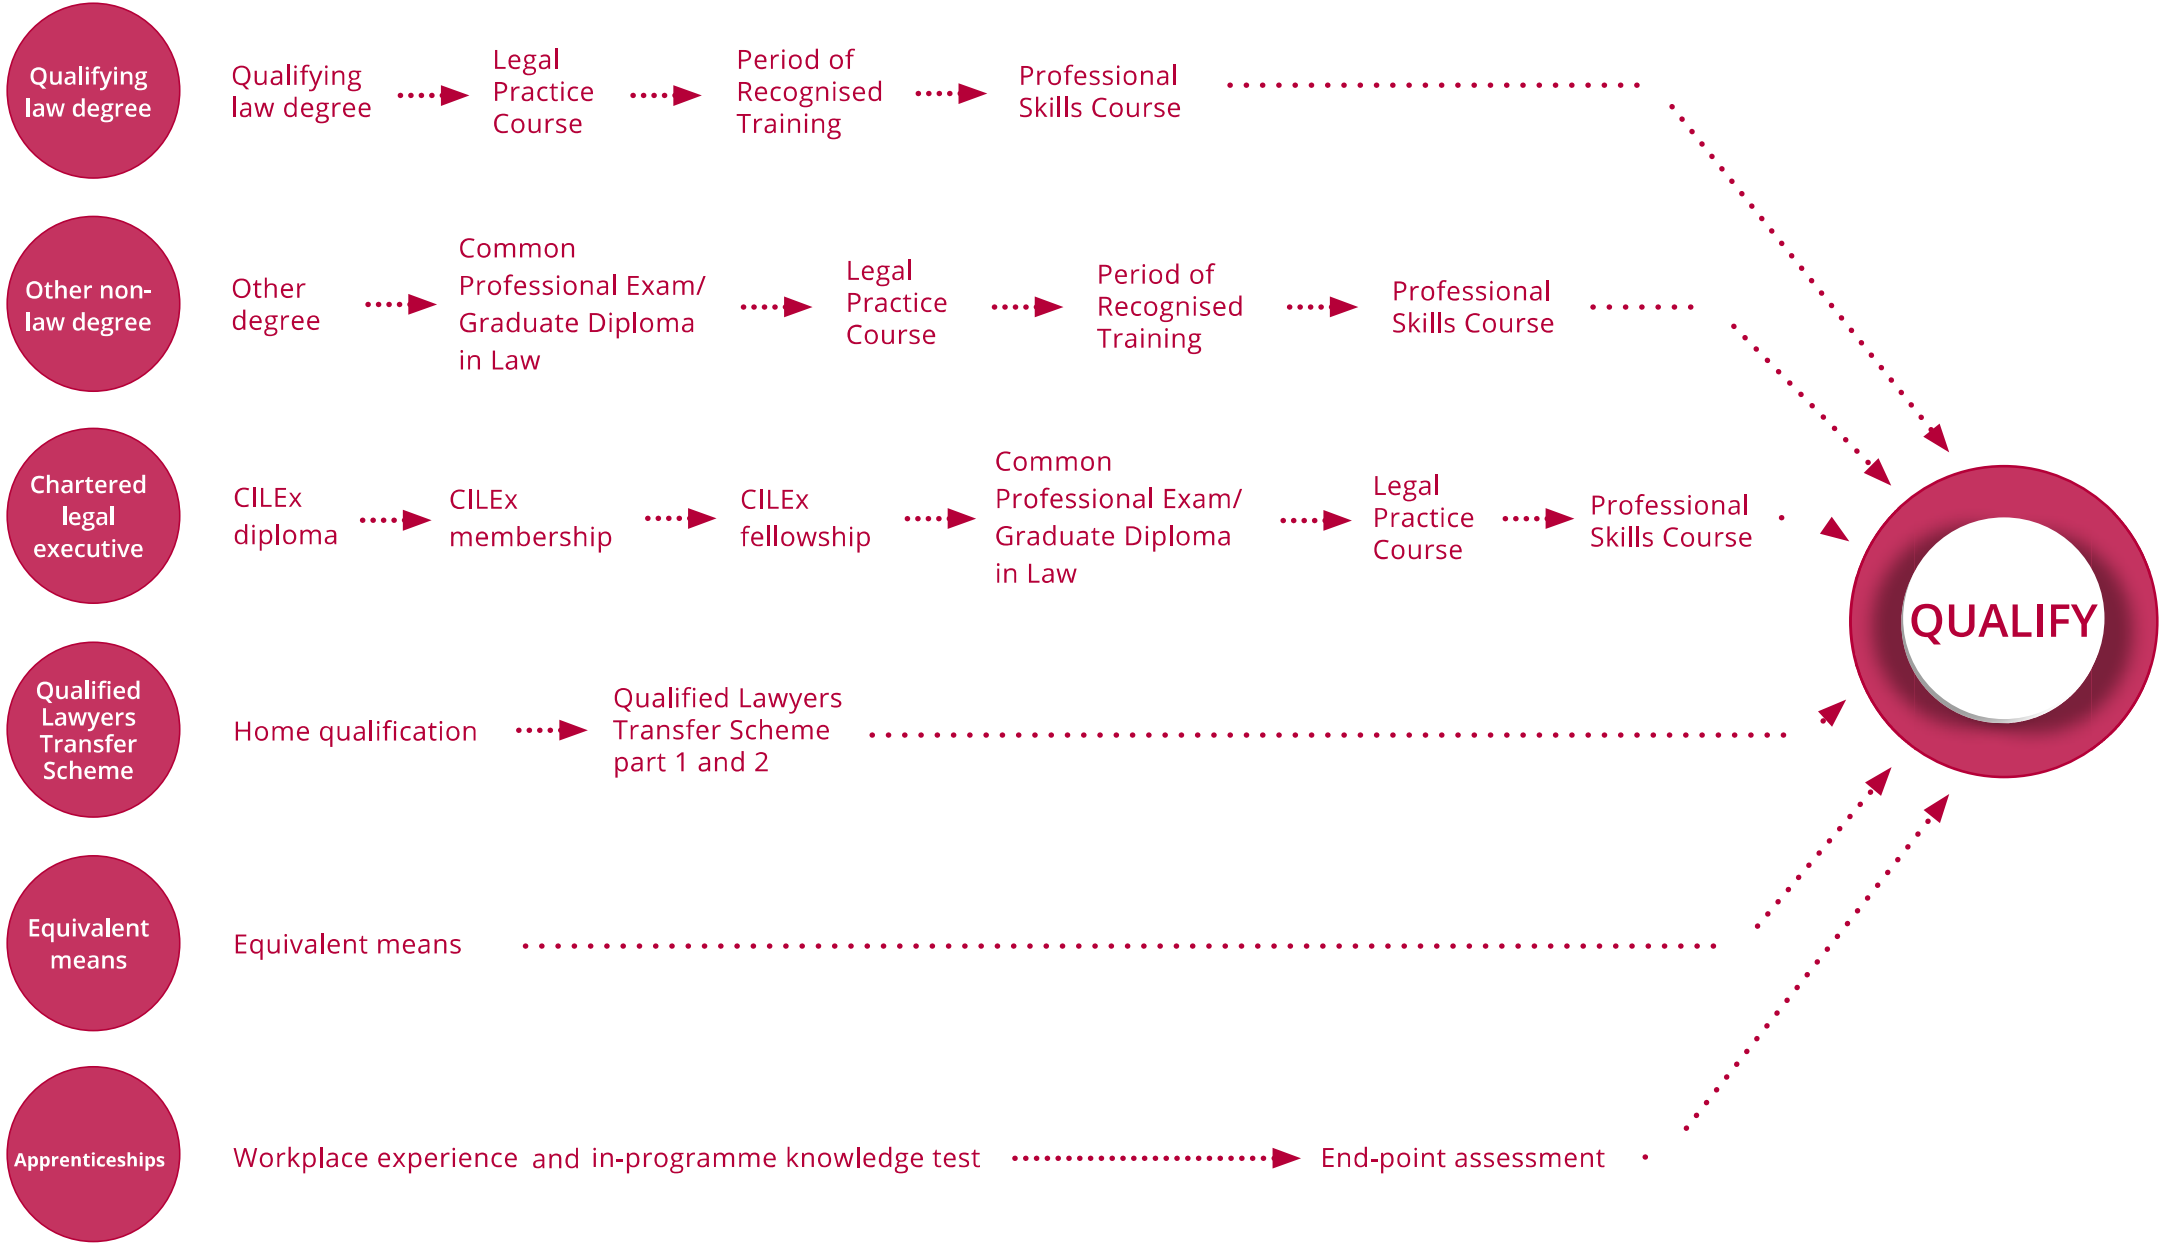 Qualifying
law degree
Qualifying
law degree
Legal
Practice
Course
Period of
Recognised
Training
Professional
Skills Course
Other non-
law degree
Other
degree
Common
Professional Exam/
Graduate Diploma
in Law
Legal
Practice
Course
Period of
Recognised
Training
Professional
Skills Course
Chartered
legal
executive
CILEx
diploma
CILEx
membership
CILEx
fellowship
Common
Professional Exam/
Graduate Diploma
in Law
Legal
Practice
Course
Professional
Skills Course
QUALIFY
Qualified
Lawyers
Transfer
Scheme
Home qualification
Qualified Lawyers
Transfer Scheme
part 1 and 2
Equivalent
means
Equivalent means
Apprenticeships
Workplace experience and in-programme knowledge test
End-point assessment